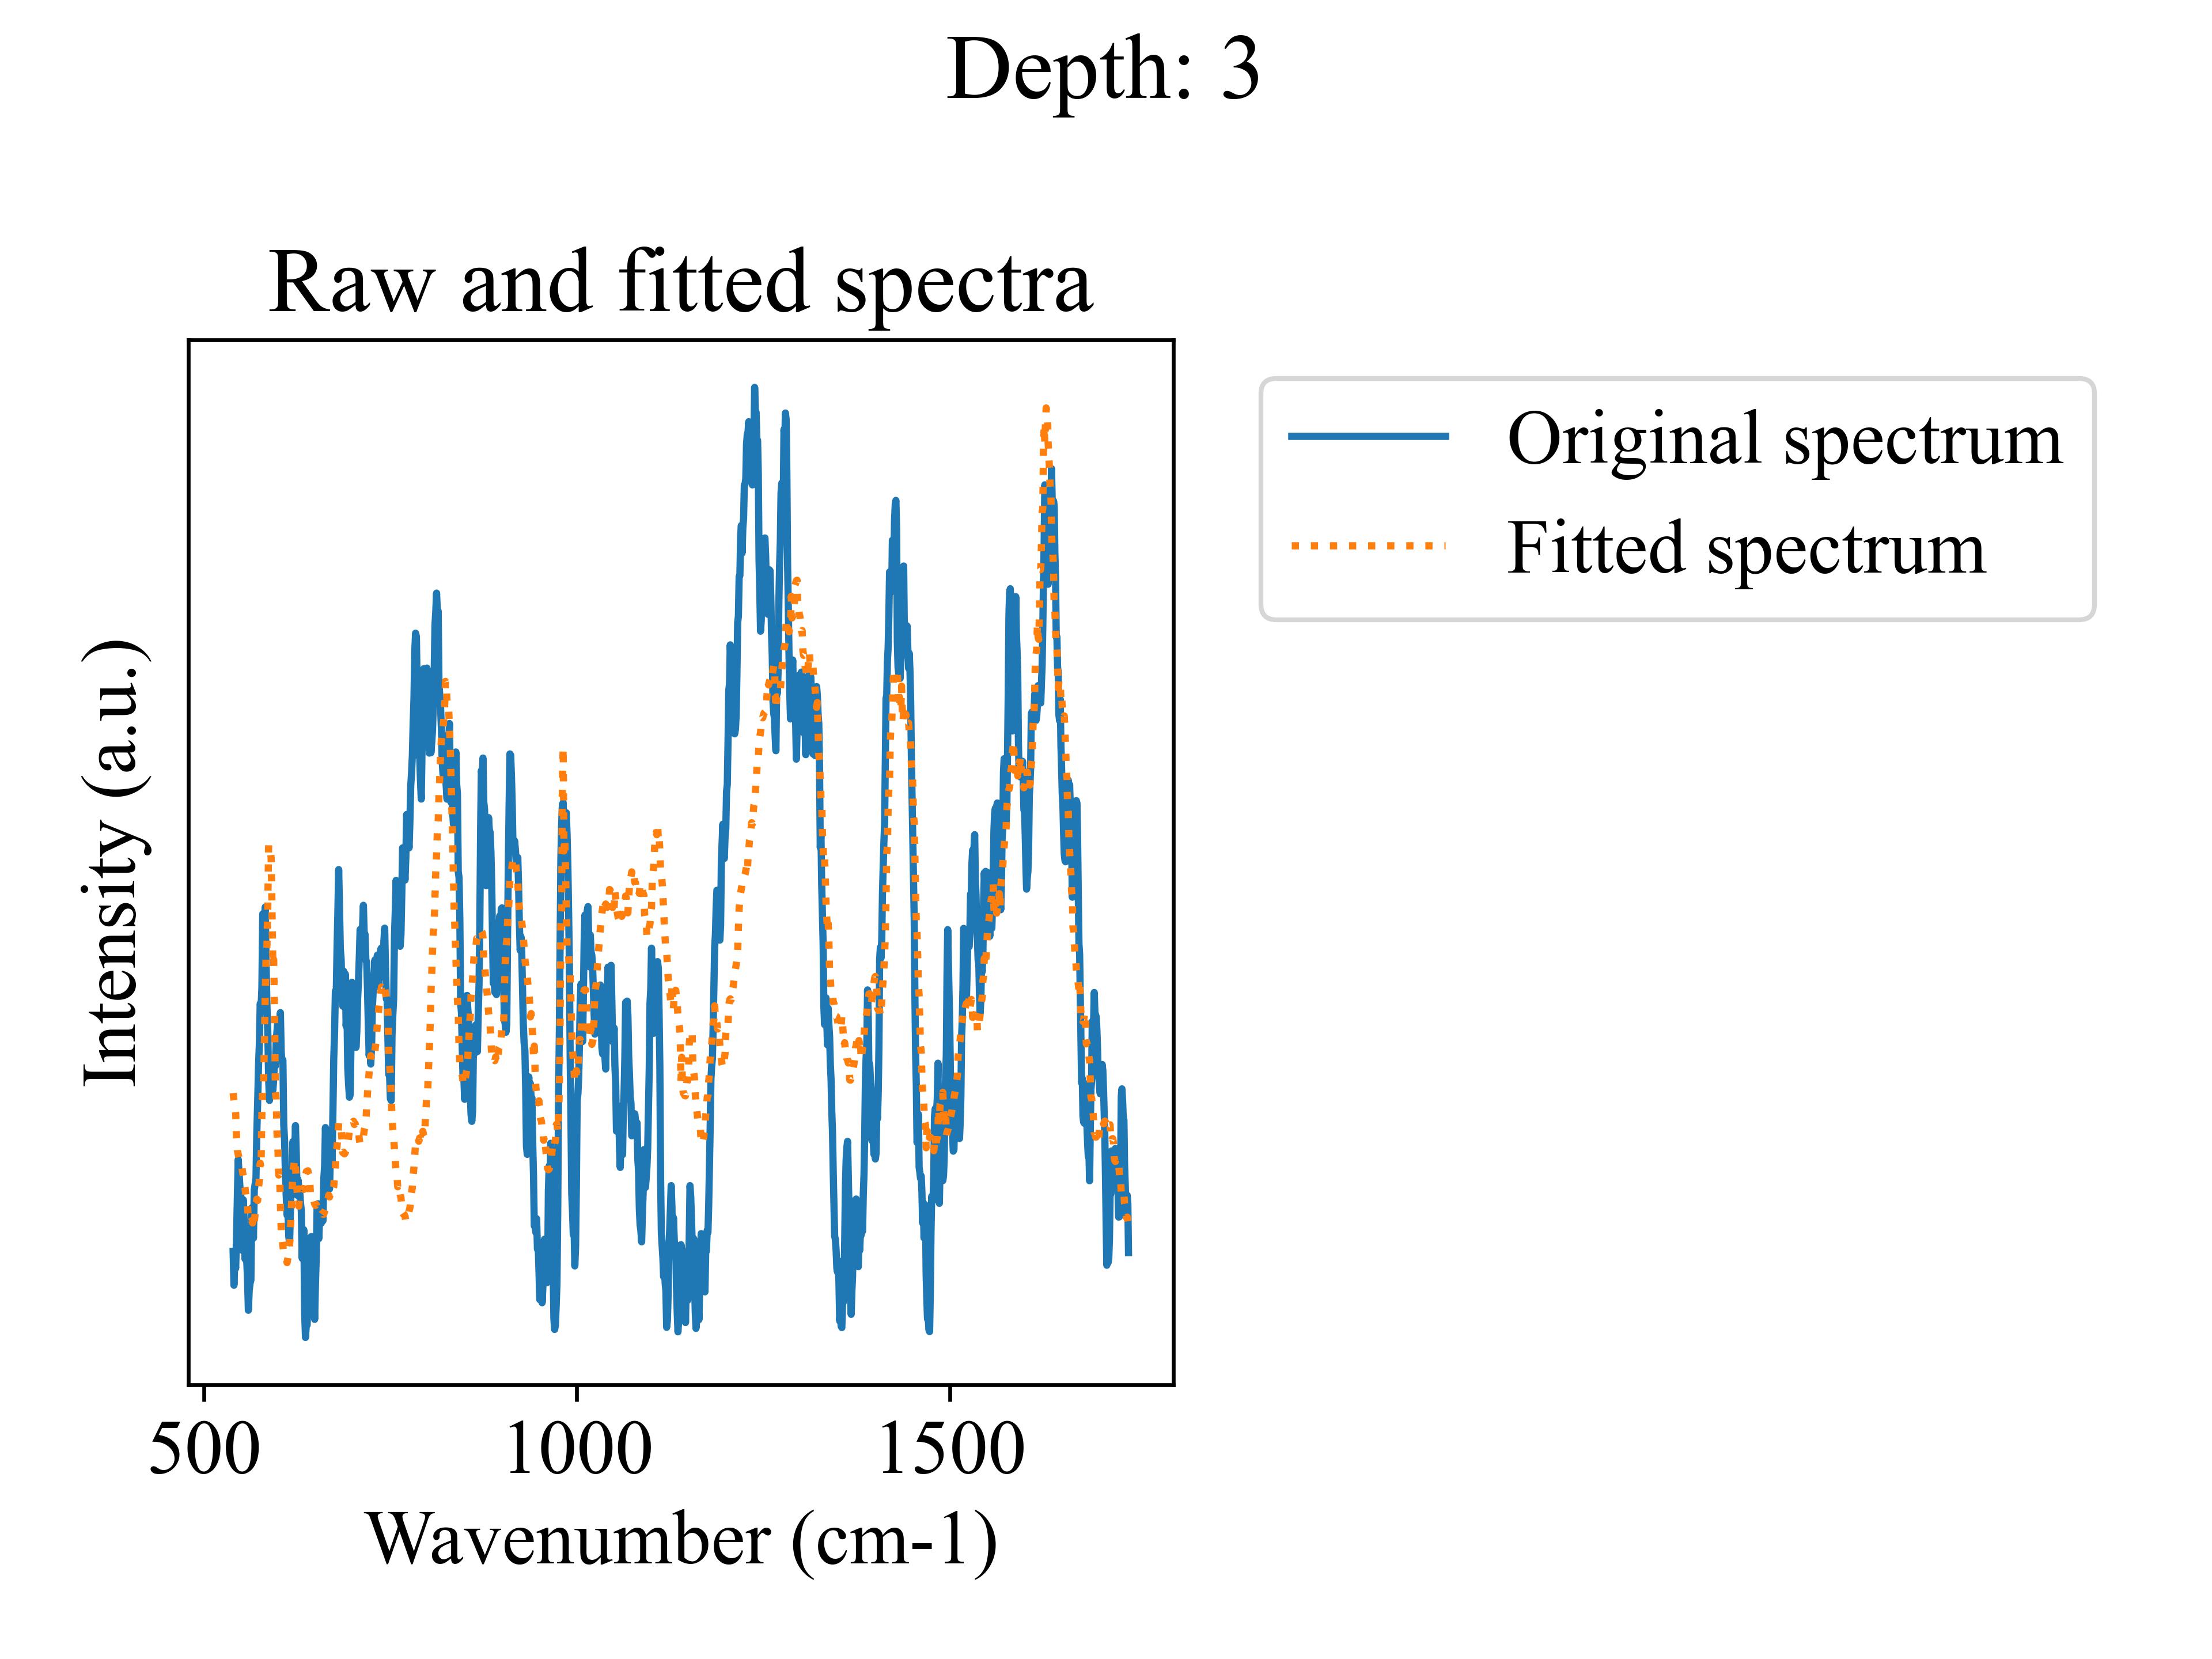 Depth: 3
Raw and fitted spectra
Original spectrum
Fitted spectrum
Intensity (a.u.)
500 1000 1500
Wavenumber (cm-1)